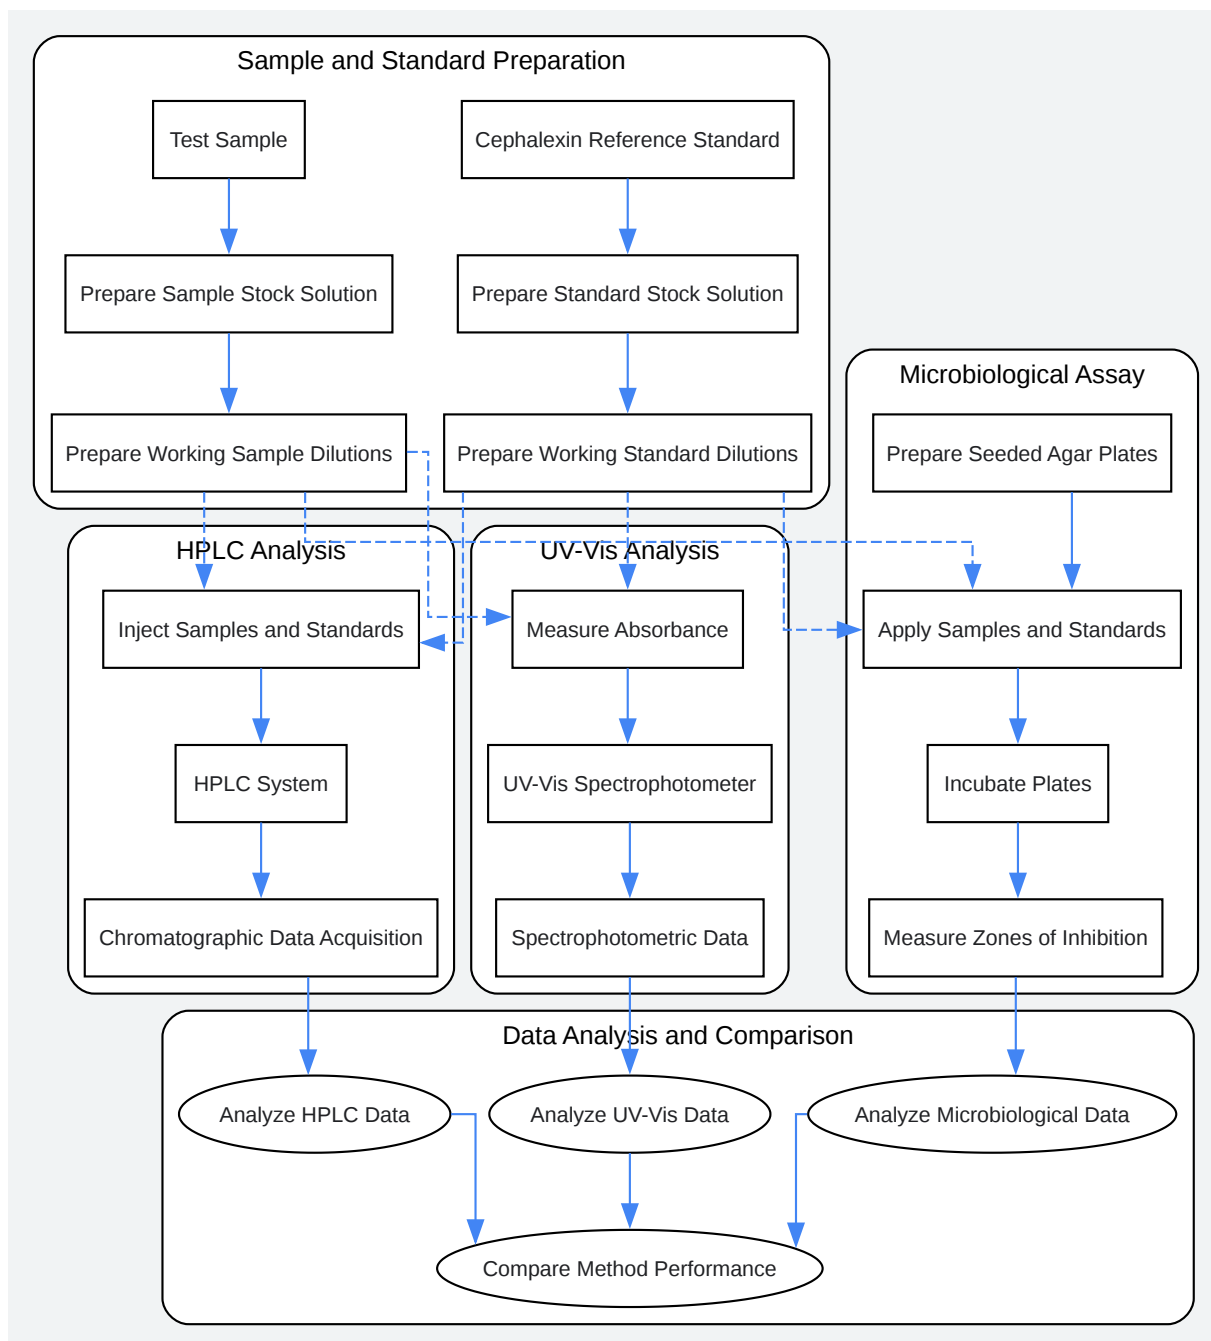 Sample and Standard Preparation
Test Sample
Cephalexin Reference Standard
Prepare Sample Stock Solution
Prepare Standard Stock Solution
Prepare Working Sample Dilutions
Prepare Working Standard Dilutions
Microbiological Assay
Prepare Seeded Agar Plates
HPLC Analysis
UV-Vis Analysis
Inject Samples and Standards
Measure Absorbance
Apply Samples and Standards
HPLC System
UV-Vis Spectrophotometer
Incubate Plates
Chromatographic Data Acquisition
Spectrophotometric Data
Measure Zones of Inhibition
Data Analysis and Comparison
Analyze HPLC Data
Analyze UV-Vis Data
Analyze Microbiological Data
Compare Method Performance